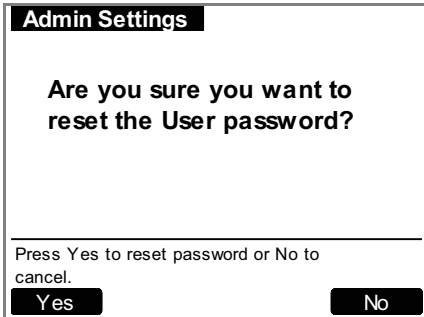 Admin Settings
Are you sure you want to
reset the User password?
Press Yes to reset password or No to
cancel.
Yes No